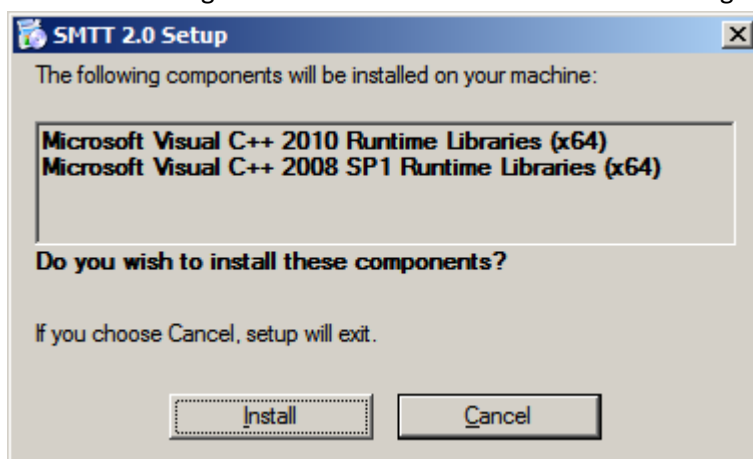 SMTT 2.0 Setup
The following components will be installed on your machine:
Microsoft Visual C++ 2010 Runtime Libraries (x64)
Microsoft Visual C++ 2008 SP1 Runtime Libraries (x64)
Do you wish to install these components?
If you choose Cancel, setup will exit.
Install Cancel